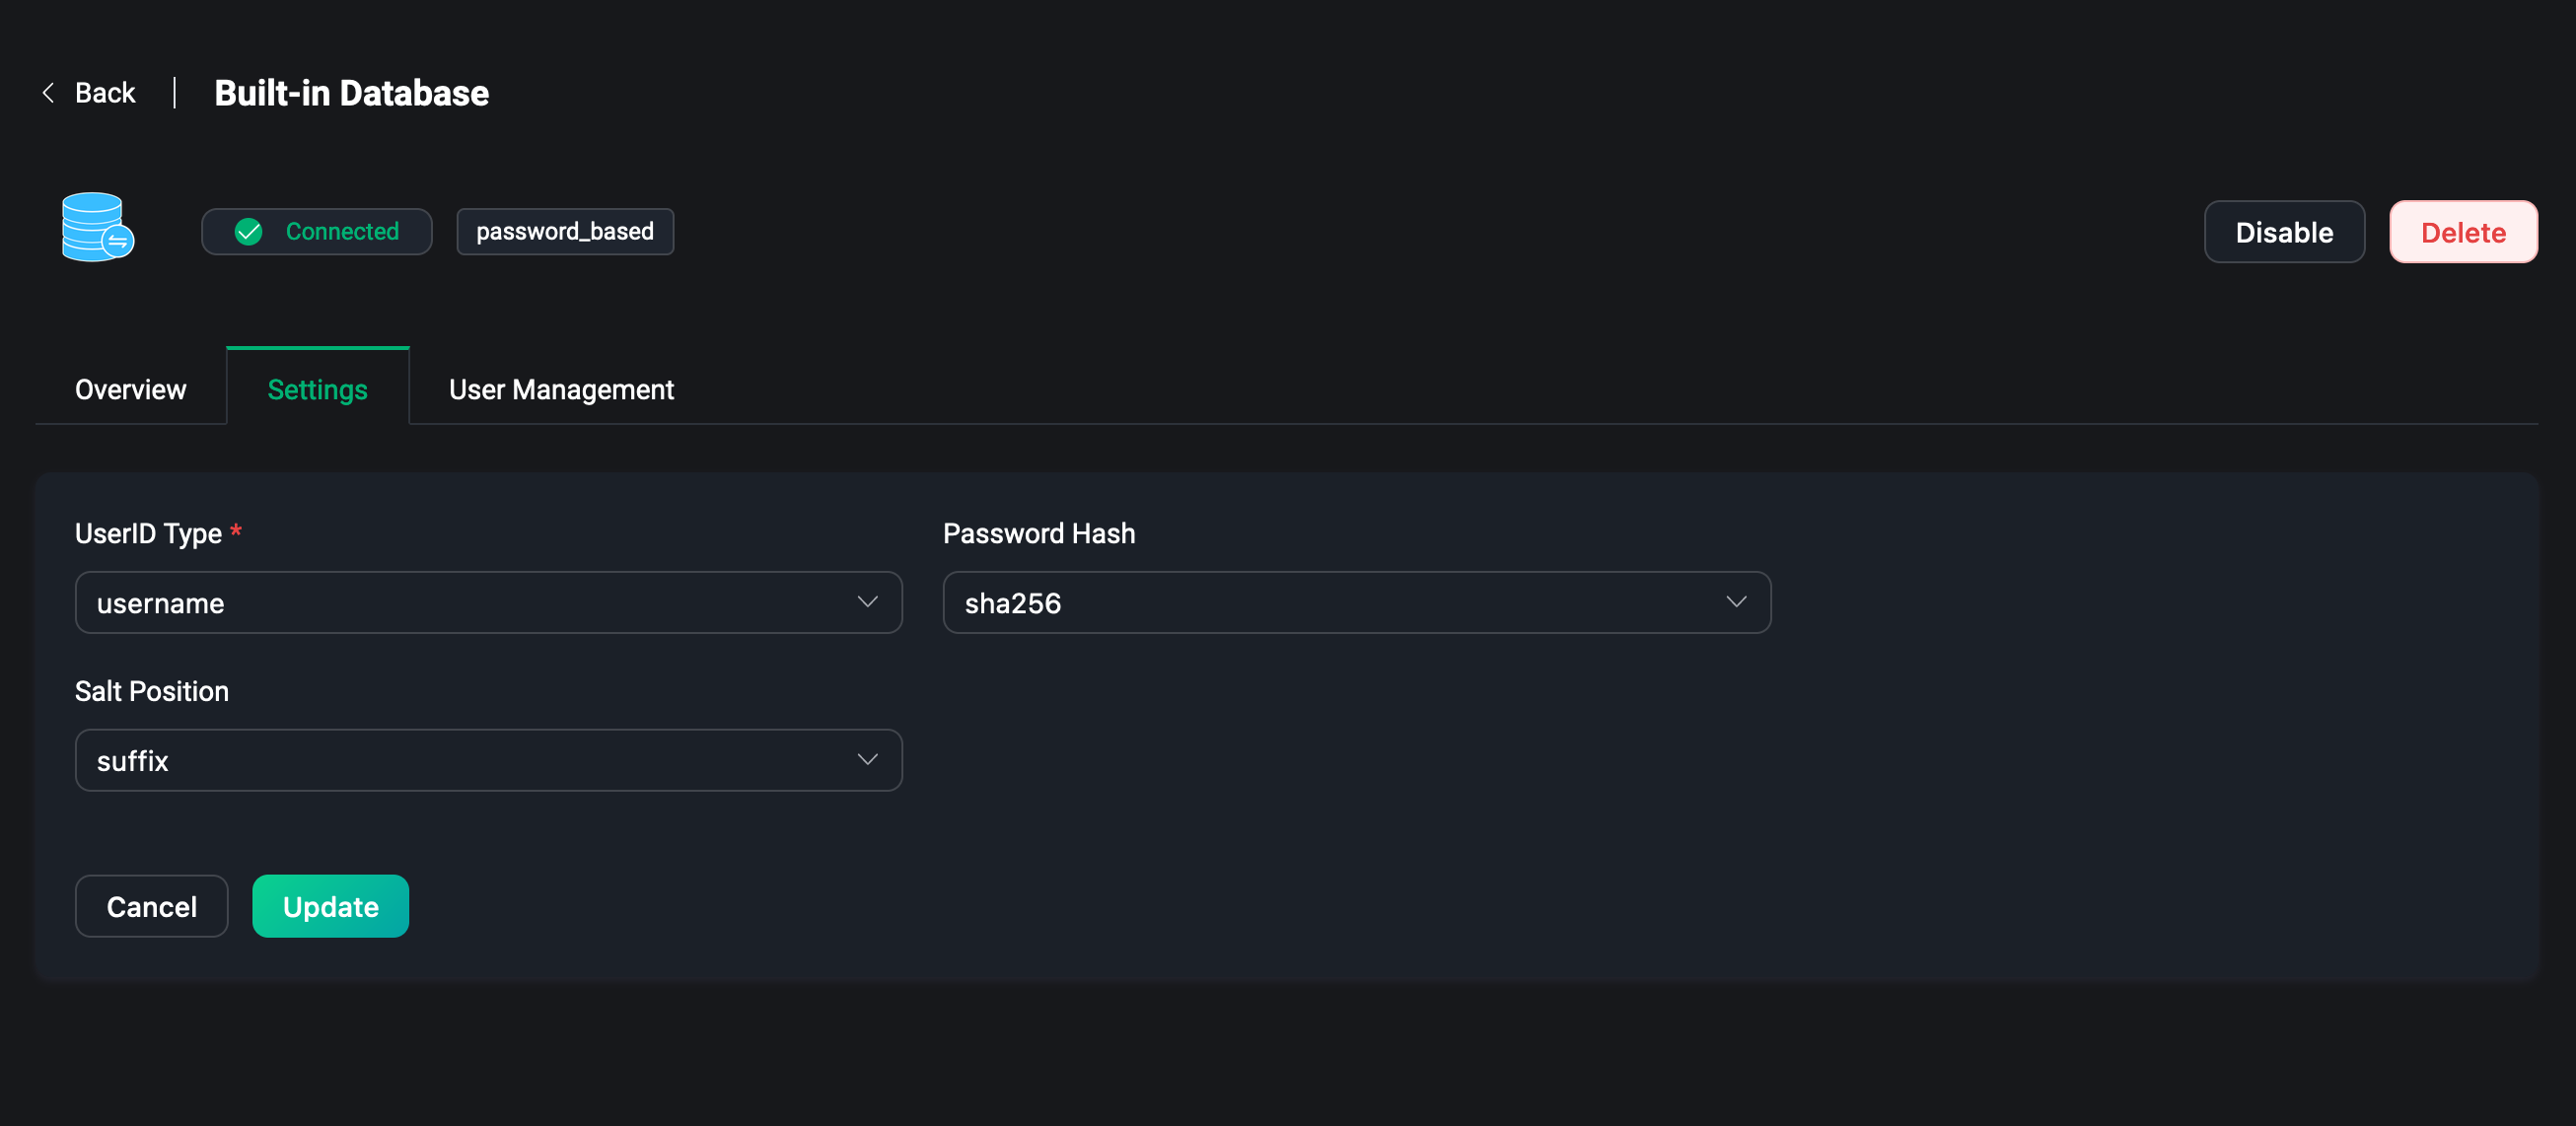 Back
Built-in Database
Connected
password_based
Disable
Delete
Overview
Settings
User Management
UserID Type *
Password Hash
username
sha256
Salt Position
suffix
Cancel
Update